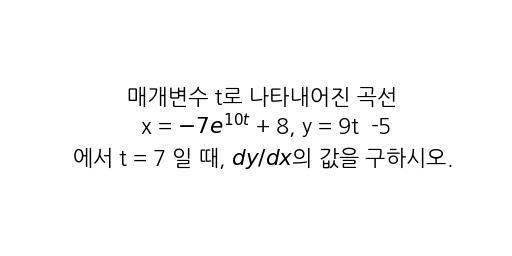 매개변수 t로 나타내어진 곡선
x = −7e^{10t} + 8, y = 9t -5
에서 t = 7 일 때, dy/dx의 값을 구하시오.